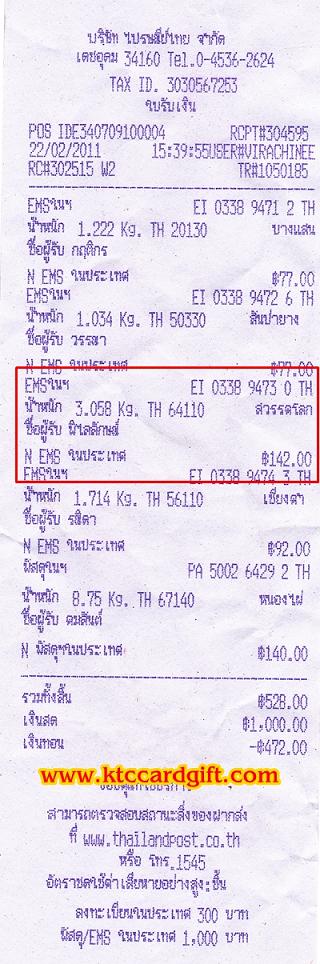 บริษัท ไปรษณีย์ไทย จำกัด
เดชอุดม 34160 Tel.0-4536-2624
TAX ID. 3030567253
ใบรับเงิน
POS IDE340709100004 RCPT#304595
22/02/2011 15:39:55USER#VIRACHINEE
RC#302515 W2 TR#1050185
EMSในฯ EI 0338 9471 2 TH
น้ำหนัก 1.222 Kg. TH 20130 บางแสน
ชื่อผู้รับ กฤติกร
N EMS ในประเทศ ฿77.00
EMSในฯ EI 0338 9472 6 TH
น้ำหนัก 1.034 Kg. TH 50330 สันป่ายาง
ชื่อผู้รับ วรรณา
N EMS ในประเทศ ฿77.00
EMSในฯ EI 0338 9473 0 TH
น้ำหนัก 3.058 Kg. TH 64110 สวรรคโลก
ชื่อผู้รับ พิไลลักษณ์
N EMS ในประเทศ ฿142.00
EMSในฯ EI 0338 9474 3 TH
น้ำหนัก 1.714 Kg. TH 56110 เชียงคำ
ชื่อผู้รับ รสิตา
N EMS ในประเทศ ฿92.00
พัสดุในฯ PA 5002 6429 2 TH
น้ำหนัก 8.75 Kg. TH 67140 หนองไผ่
ชื่อผู้รับ คมสันต์
N พัสดุฯในประเทศ ฿140.00
รวมทั้งสิ้น ฿528.00
เงินสด ฿1,000.00
เงินทอน -฿472.00
www.ktccardgift.com
สามารถตรวจสอบสถานะสิ่งของฝากส่ง
ที่ www.thailandpost.co.th
หรือ โทร.1545
อัตราชดใช้ค่าเสียหายอย่างสูง:ชิ้น
ลงทะเบียนในประเทศ 300 บาท
พัสดุ/EMS ในประเทศ 1,000 บาท